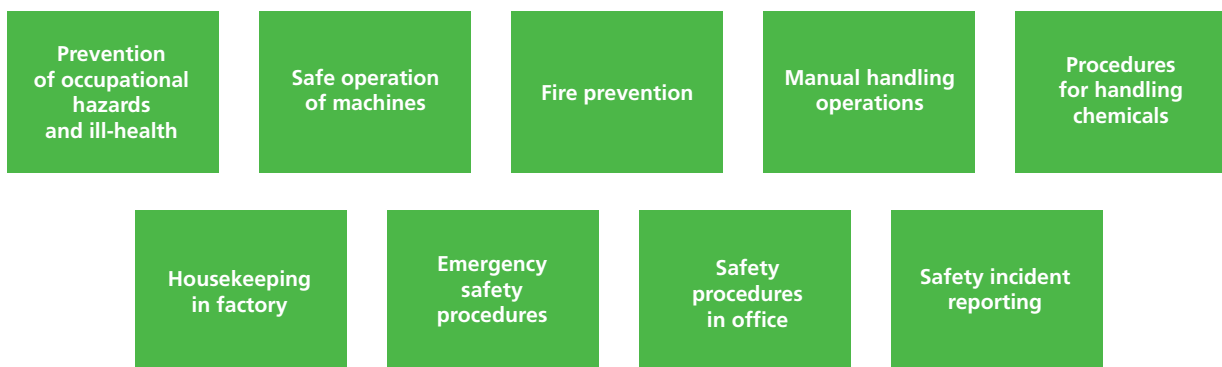 Prevention
of occupational
hazards
and ill-health
Safe operation
of machines
Fire prevention
Manual handling
operations
Procedures
for handling
chemicals
Housekeeping
in factory
Emergency
safety
procedures
Safety
procedures
in office
Safety incident
reporting